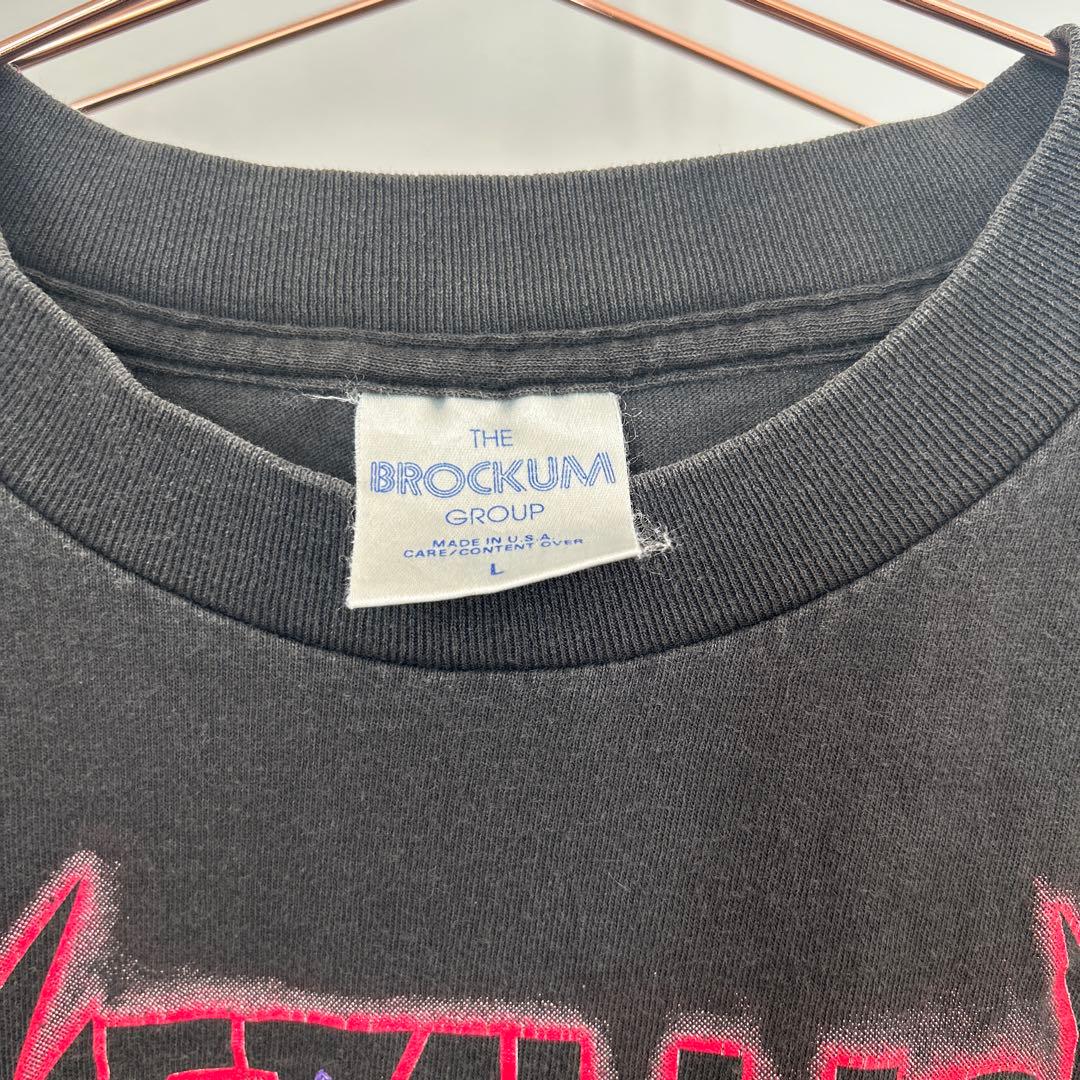 THE
BROCKUM
GROUP
MADE IN U.S.A.
CARE/CONTENT OVER
L